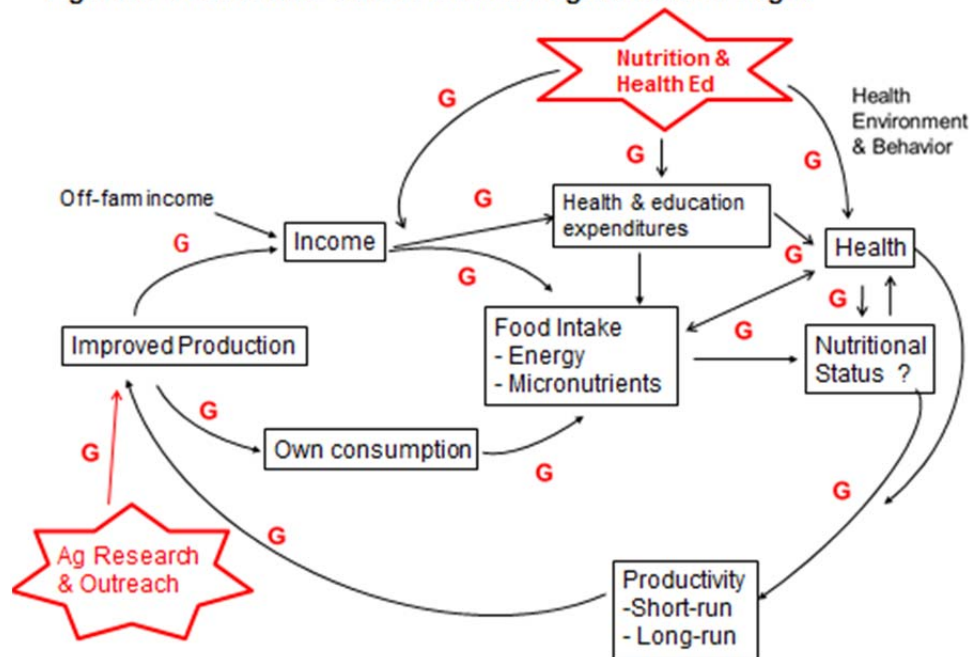 Nutrition &
Health Ed
G
Health
Environment
& Behavior
G
G
Off-farm income
G
Health & education
expenditures
G
Income
G
Health
G
G
Food Intake
- Energy
- Micronutrients
G
Nutritional
Status ?
Improved Production
G
Own consumption
G
G
G
G
Ag Research
& Outreach
Productivity
-Short-run
- Long-run